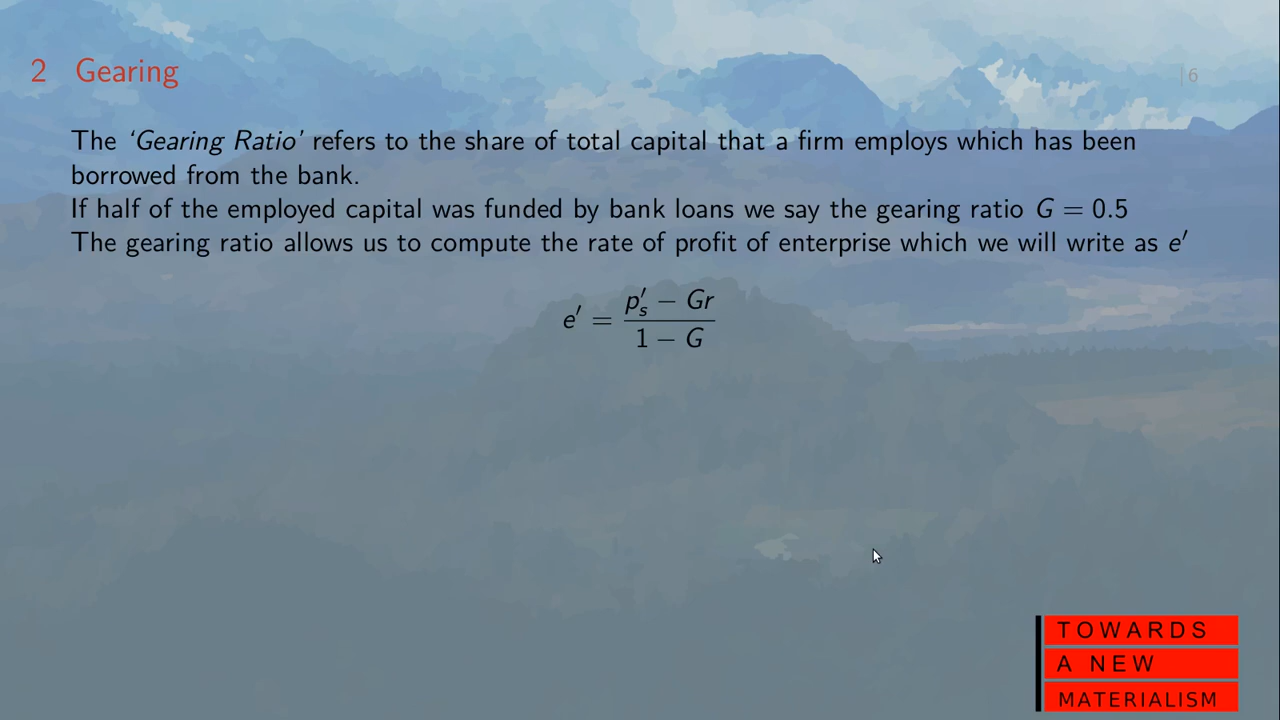 2 Gearing
| 6
The ‘Gearing Ratio’ refers to the share of total capital that a firm employs which has been
borrowed from the bank.
If half of the employed capital was funded by bank loans we say the gearing ratio G = 0.5
The gearing ratio allows us to compute the rate of profit of enterprise which we will write as e′
e′ = \frac{p′_s − Gr}{1 − G}
TOWARDS
A NEW
MATERIALISM